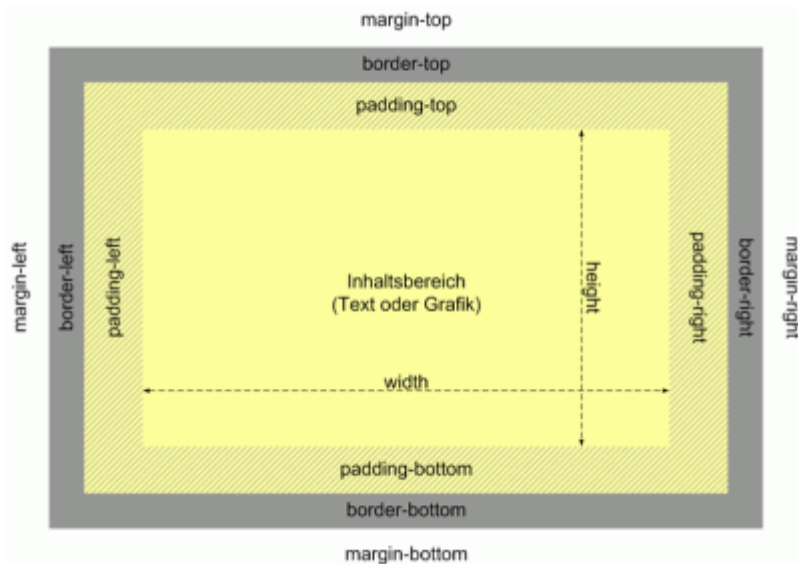 margin-top
border-top
padding-top
margin-left
border-left
padding-left
Inhaltsbereich
(Text oder Grafik)
height
padding-right
border-right
margin-right
width
padding-bottom
border-bottom
margin-bottom